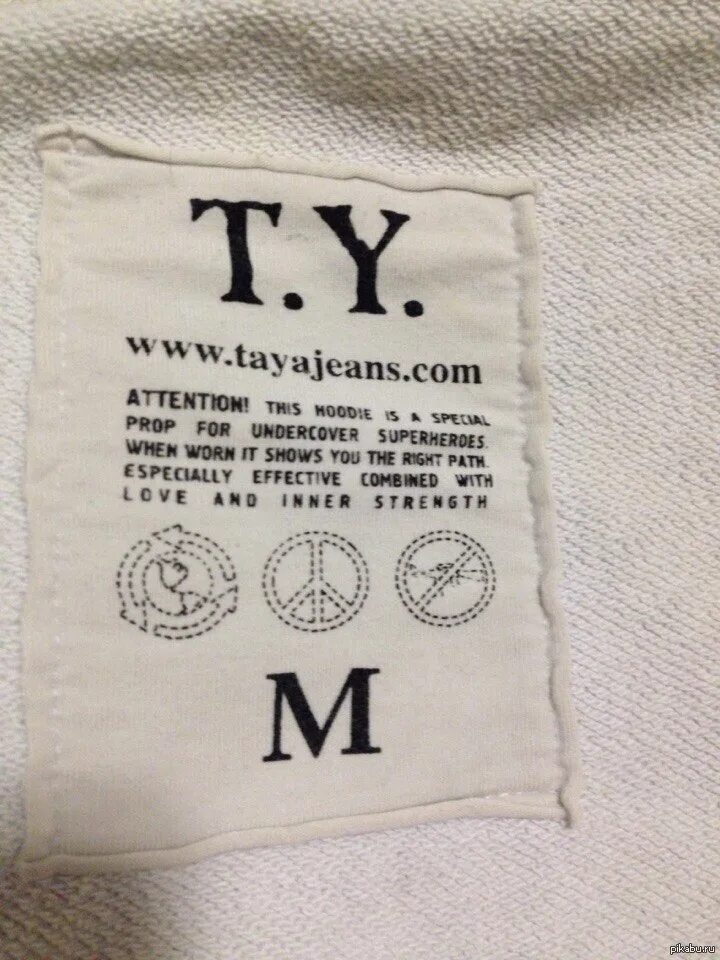 T.Y.
www.tayajeans.com
ATTENTION! THIS HOODIE IS A SPECIAL
PROP FOR UNDERCOVER SUPERHEROES.
WHEN WORN IT SHOWS YOU THE RIGHT PATH.
ESPECIALLY EFFECTIVE COMBINED WITH
LOVE AND INNER STRENGTH
M
pikabu.ru